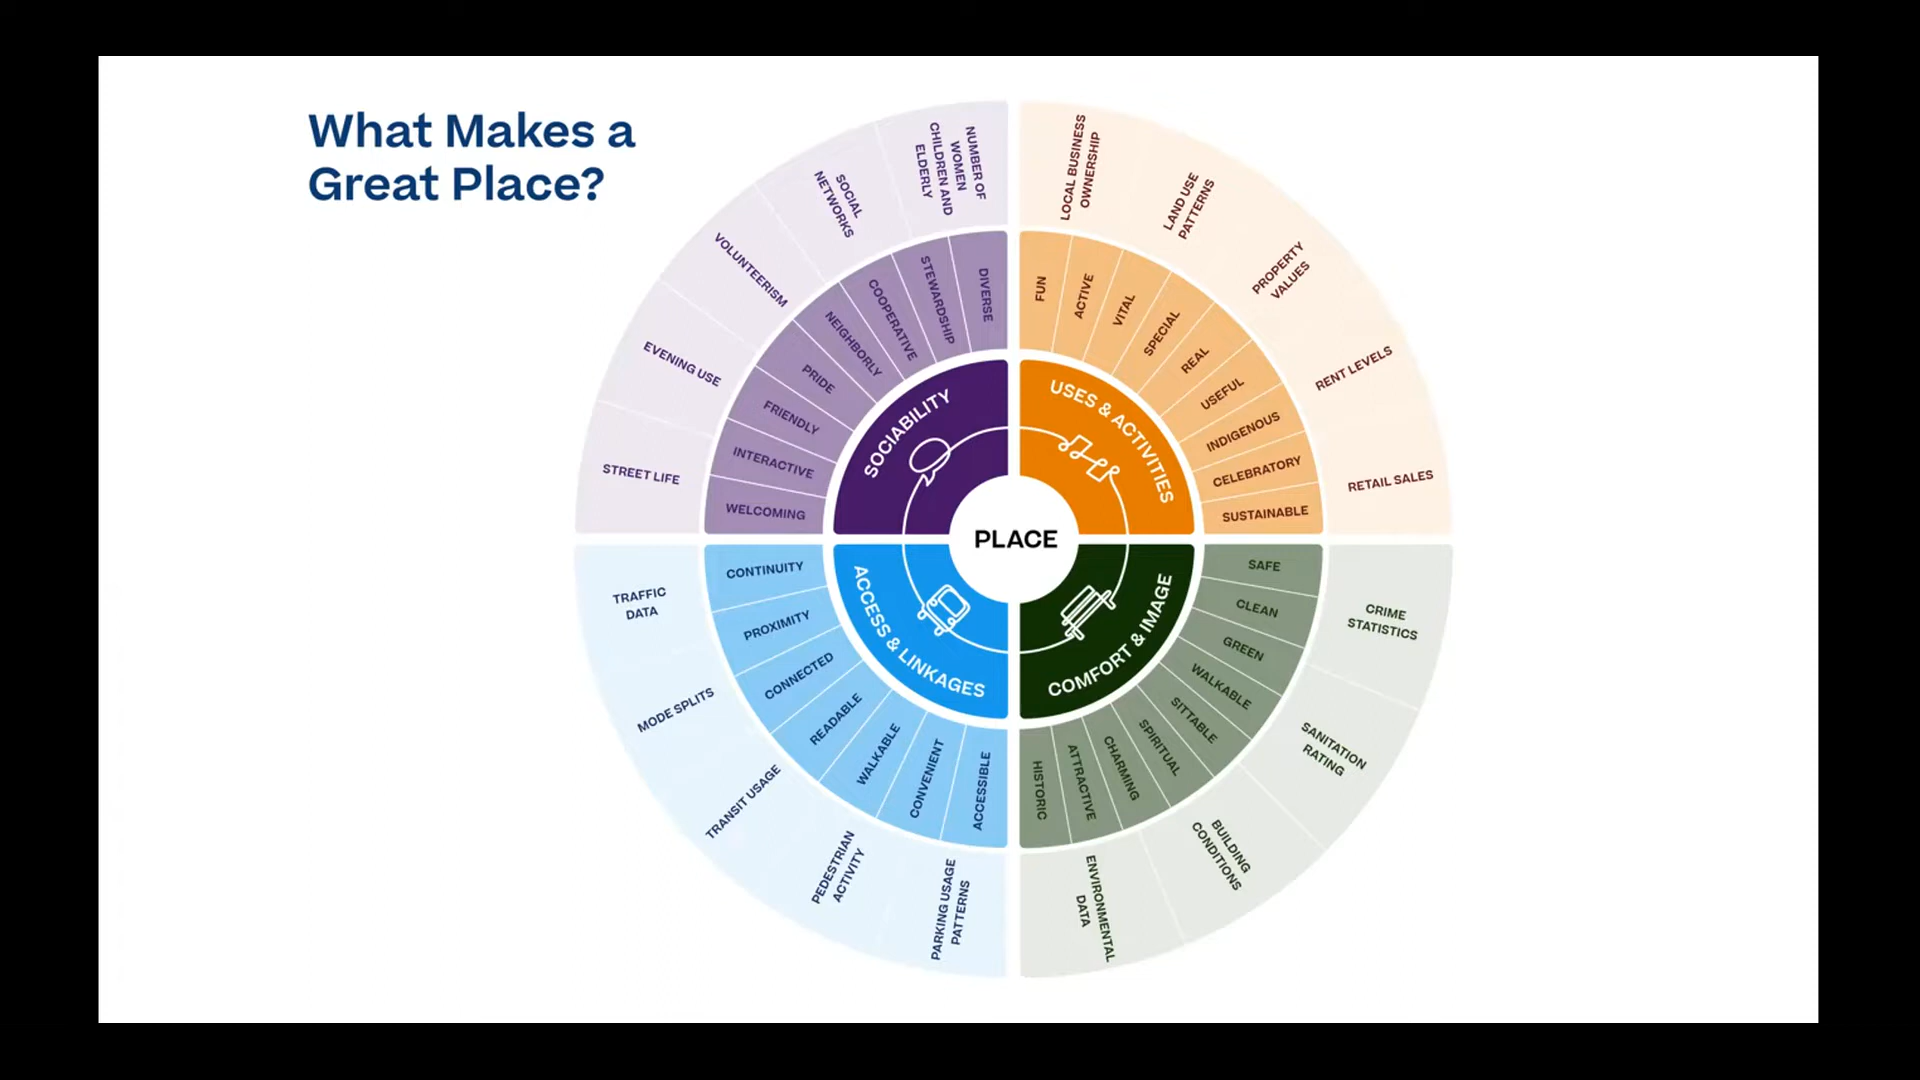 What Makes a
Great Place?
NUMBER OF
WOMEN
CHILDREN AND
ELDERLY
SOCIAL
NETWORKS
VOLUNTEERISM
EVENING USE
STREET LIFE
DIVERSE
STEWARDSHIP
COOPERATIVE
NEIGHBORLY
PRIDE
FRIENDLY
INTERACTIVE
WELCOMING
SOCIABILITY
LOCAL BUSINESS
OWNERSHIP
LAND USE
PATTERNS
PROPERTY
VALUES
RENT LEVELS
RETAIL SALES
FUN
ACTIVE
VITAL
SPECIAL
REAL
USEFUL
INDIGENOUS
CELEBRATORY
SUSTAINABLE
USES & ACTIVITIES
PLACE
ACCESS & LINKAGES
CONTINUITY
PROXIMITY
CONNECTED
READABLE
WALKABLE
CONVENIENT
ACCESSIBLE
TRAFFIC
DATA
MODE SPLITS
TRANSIT USAGE
PEDESTRIAN
ACTIVITY
PARKING USAGE
PATTERNS
COMFORT & IMAGE
SAFE
CLEAN
GREEN
WALKABLE
SITTABLE
SPIRITUAL
CHARMING
ATTRACTIVE
HISTORIC
CRIME
STATISTICS
SANITATION
RATING
BUILDING
CONDITIONS
ENVIRONMENTAL
DATA